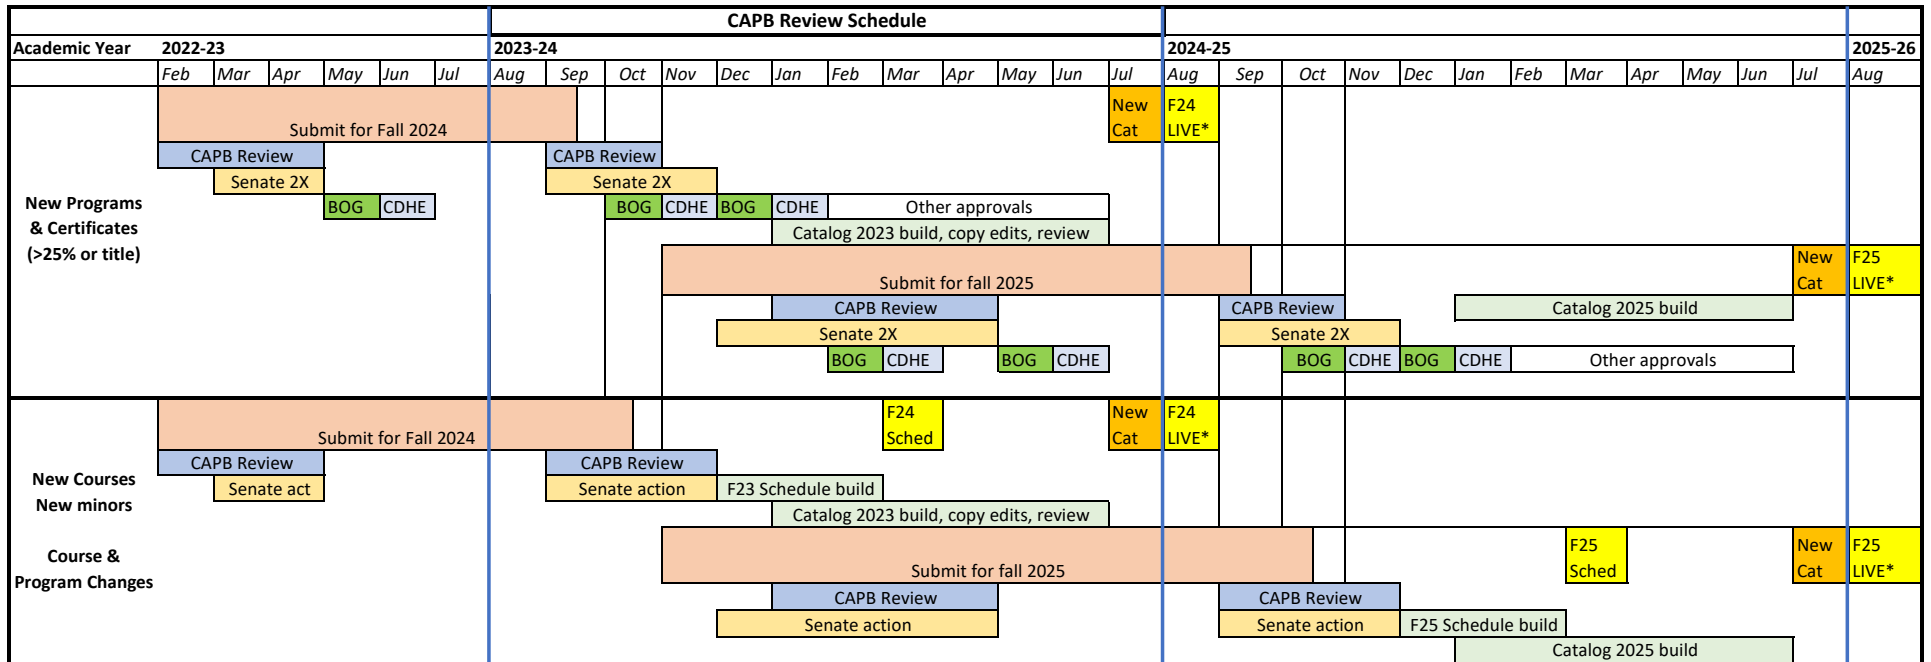 CAPB Review Schedule
Academic Year 2022-23 2023-24 2024-25 2025-26
Feb Mar Apr May Jun Jul Aug Sep Oct Nov Dec Jan Feb Mar Apr May Jun Jul Aug Sep Oct Nov Dec Jan Feb Mar Apr May Jun Jul Aug
New Programs
& Certificates
(>25% or title)
Submit for Fall 2024
New
Cat
F24
LIVE*
CAPB Review CAPB Review
Senate 2X Senate 2X
BOG CDHE BOG CDHE BOG CDHE Other approvals
Catalog 2023 build, copy edits, review
Submit for fall 2025
New
Cat
F25
LIVE*
CAPB Review CAPB Review Catalog 2025 build
Senate 2X Senate 2X
BOG CDHE BOG CDHE BOG CDHE BOG CDHE Other approvals
New Courses
New minors
Course &
Program Changes
Submit for Fall 2024
F24
Sched
New
Cat
F24
LIVE*
CAPB Review CAPB Review
Senate act Senate action F23 Schedule build
Catalog 2023 build, copy edits, review
Submit for fall 2025
F25
Sched
New
Cat
F25
LIVE*
CAPB Review CAPB Review
Senate action Senate action F25 Schedule build
Catalog 2025 build